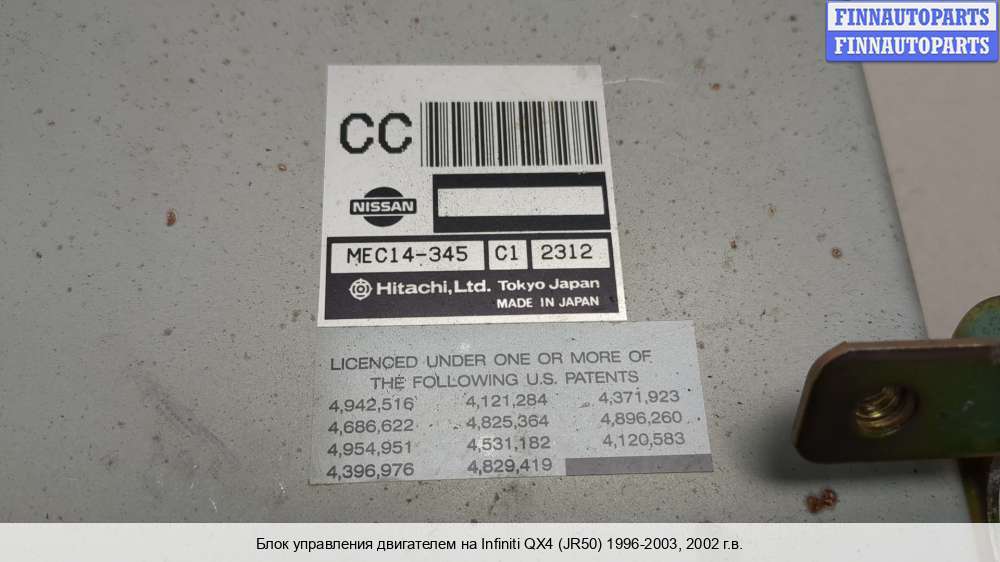 FINNAUTOPARTS
FINNAUTOPARTS
CC
NISSAN
MEC14-345 C1 2312
Hitachi, Ltd. Tokyo Japan
MADE IN JAPAN
LICENCED UNDER ONE OR MORE OF
THE FOLLOWING U.S. PATENTS
4,942,516 4,121,284 4,371,923
4,686,622 4,825,364 4,896,260
4,954,951 4,531,182 4,120,583
4,396,976 4,829,419
Блок управления двигателем на Infiniti QX4 (JR50) 1996-2003, 2002 г.в.